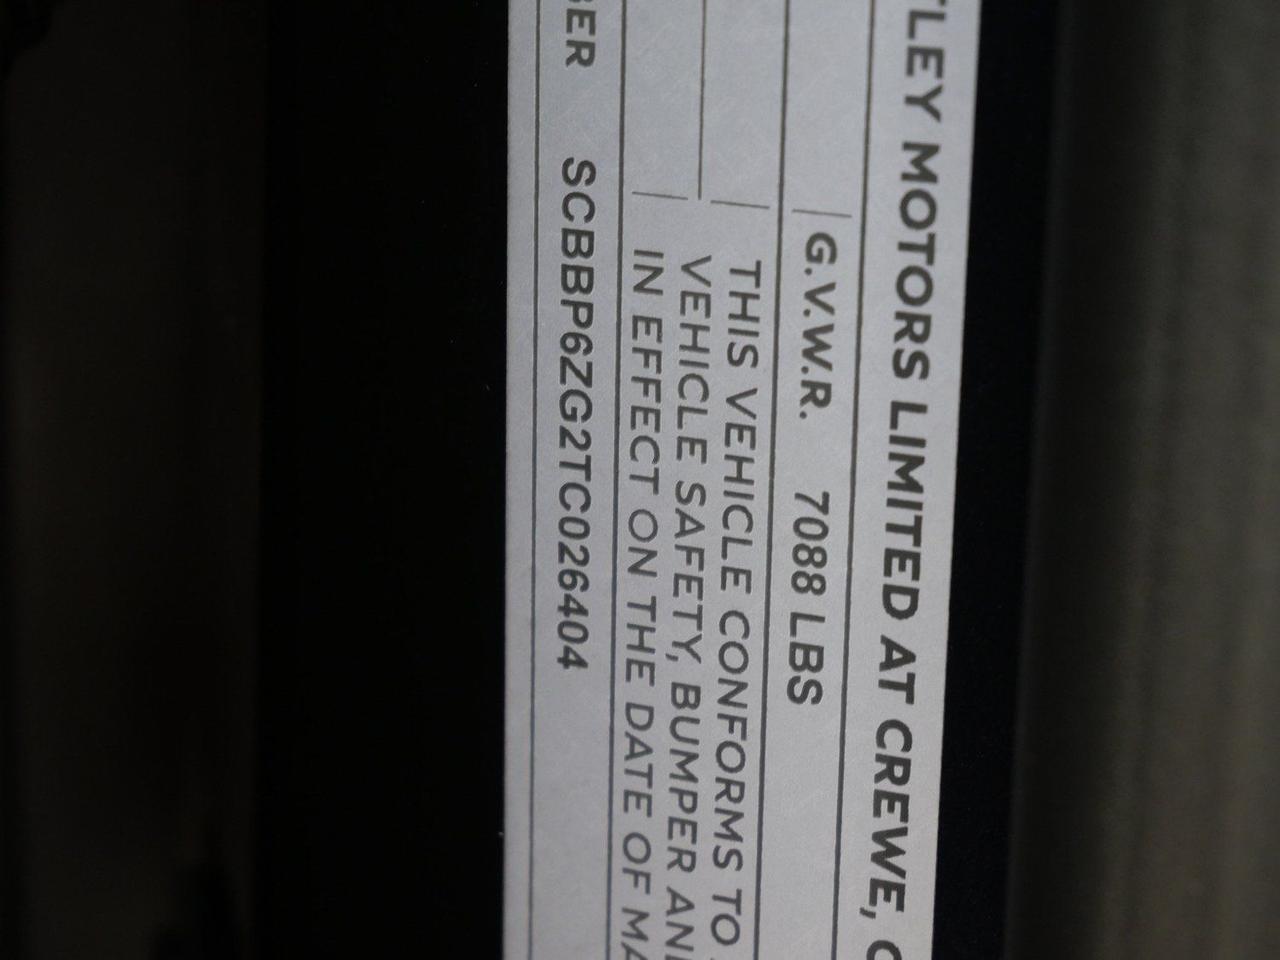 TLEY MOTORS LIMITED AT CREWE, C
G.V.W.R. 7088 LBS
THIS VEHICLE CONFORMS TO
VEHICLE SAFETY, BUMPER AN
IN EFFECT ON THE DATE OF MA
BER SCBBP6ZG2TC026404